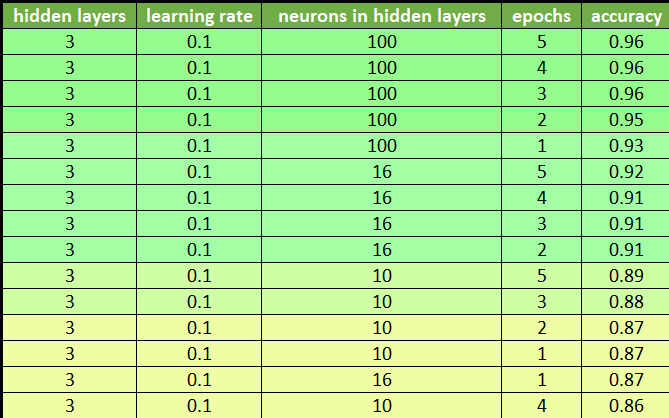 hidden layers learning rate neurons in hidden layers epochs accuracy
3 0.1 100 5 0.96
3 0.1 100 4 0.96
3 0.1 100 3 0.96
3 0.1 100 2 0.95
3 0.1 100 1 0.93
3 0.1 16 5 0.92
3 0.1 16 4 0.91
3 0.1 16 3 0.91
3 0.1 16 2 0.91
3 0.1 10 5 0.89
3 0.1 10 3 0.88
3 0.1 10 2 0.87
3 0.1 10 1 0.87
3 0.1 16 1 0.87
3 0.1 10 4 0.86